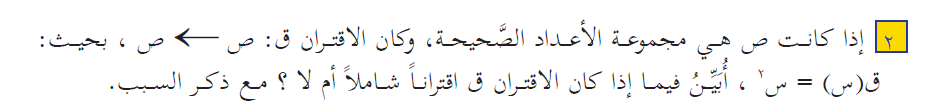 ٢ إذا كانت ص هي مجموعة الأعداد الصَّحيحة، وكان الاقتران ق: ص ← ص ، بحيث:
ق(س) = س٢ ، أُبَيِّنُ فيما إذا كان الاقتران ق اقتراناً شاملاً أم لا ؟ مع ذكر السبب.